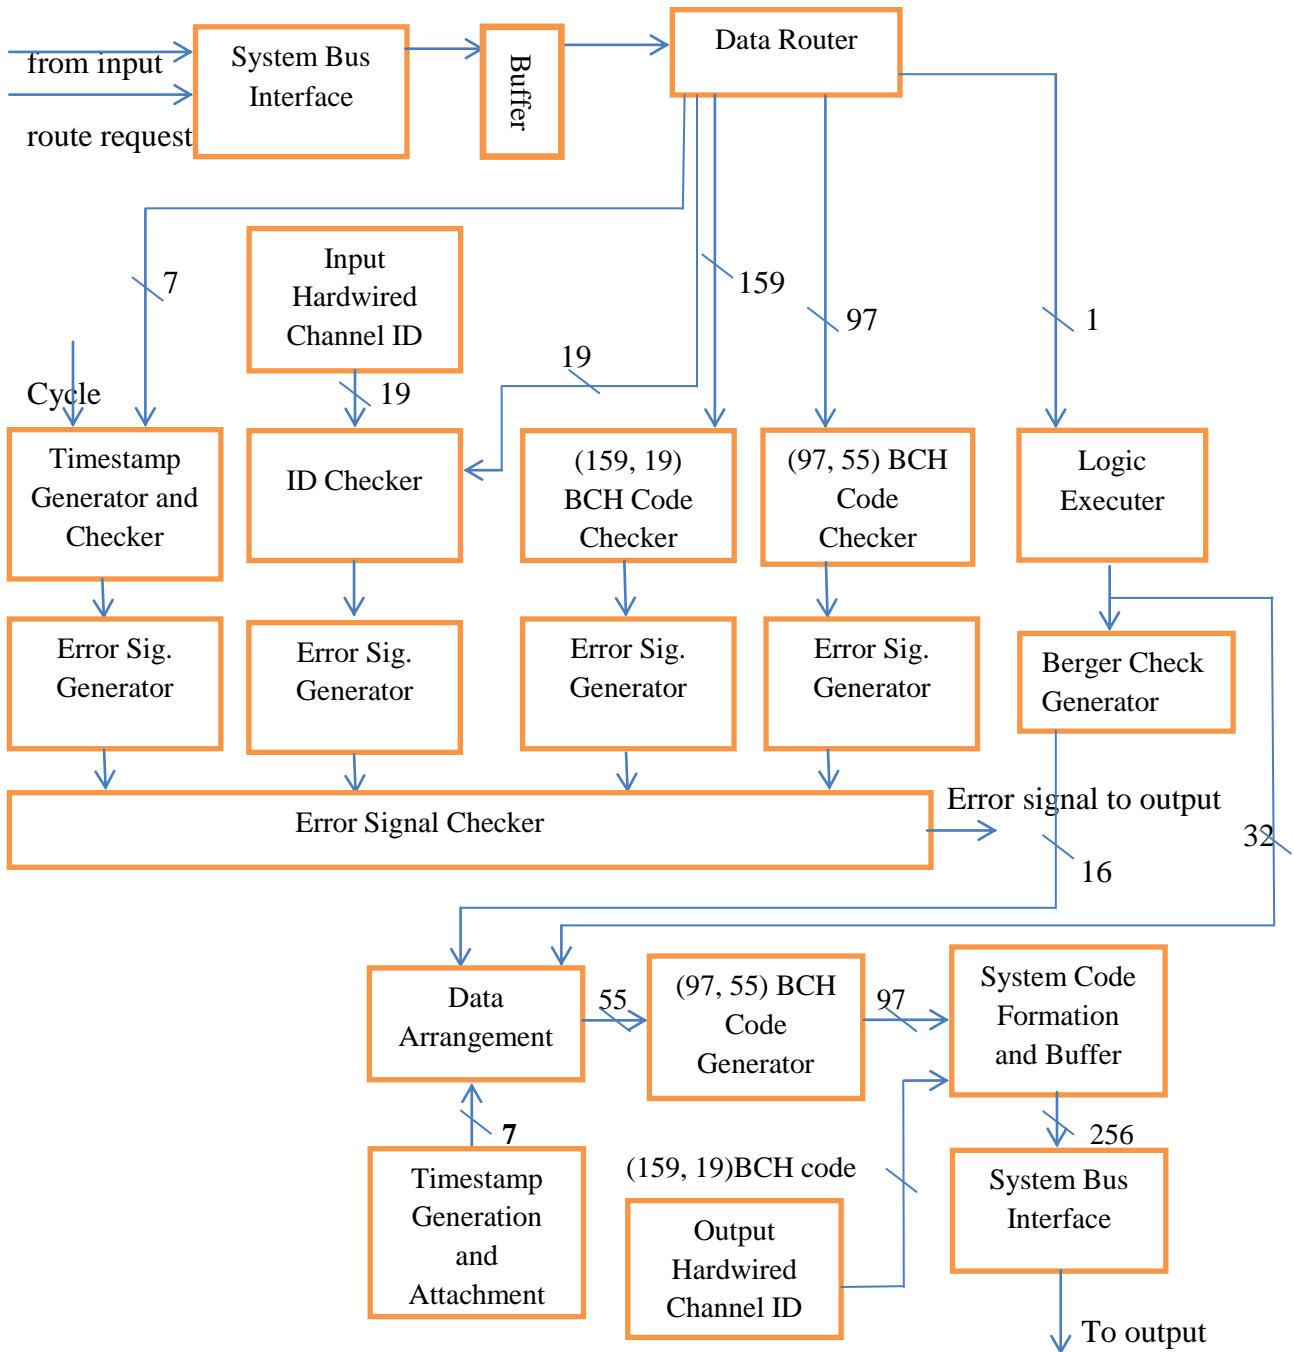 from input
route request
System Bus
Interface
Buffer
Data Router
7
Input
Hardwired
Channel ID
159
97
1
19
19
Cycle
Timestamp
Generator and
Checker
ID Checker
(159, 19)
BCH Code
Checker
(97, 55) BCH
Code
Checker
Logic
Executer
Error Sig.
Generator
Error Sig.
Generator
Error Sig.
Generator
Error Sig.
Generator
Berger Check
Generator
Error Signal Checker
Error signal to output
16
32
Data
Arrangement
55
(97, 55) BCH
Code
Generator
97
System Code
Formation
and Buffer
7
256
Timestamp
Generation
and
Attachment
(159, 19)BCH code
Output
Hardwired
Channel ID
System Bus
Interface
To output